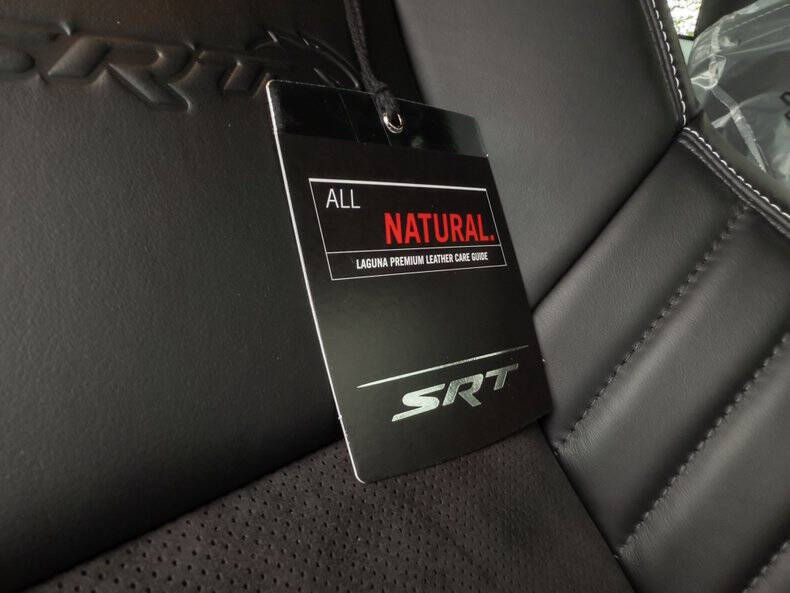 SRT
ALL
NATURAL.
LAGUNA PREMIUM LEATHER CARE GUIDE
SRT